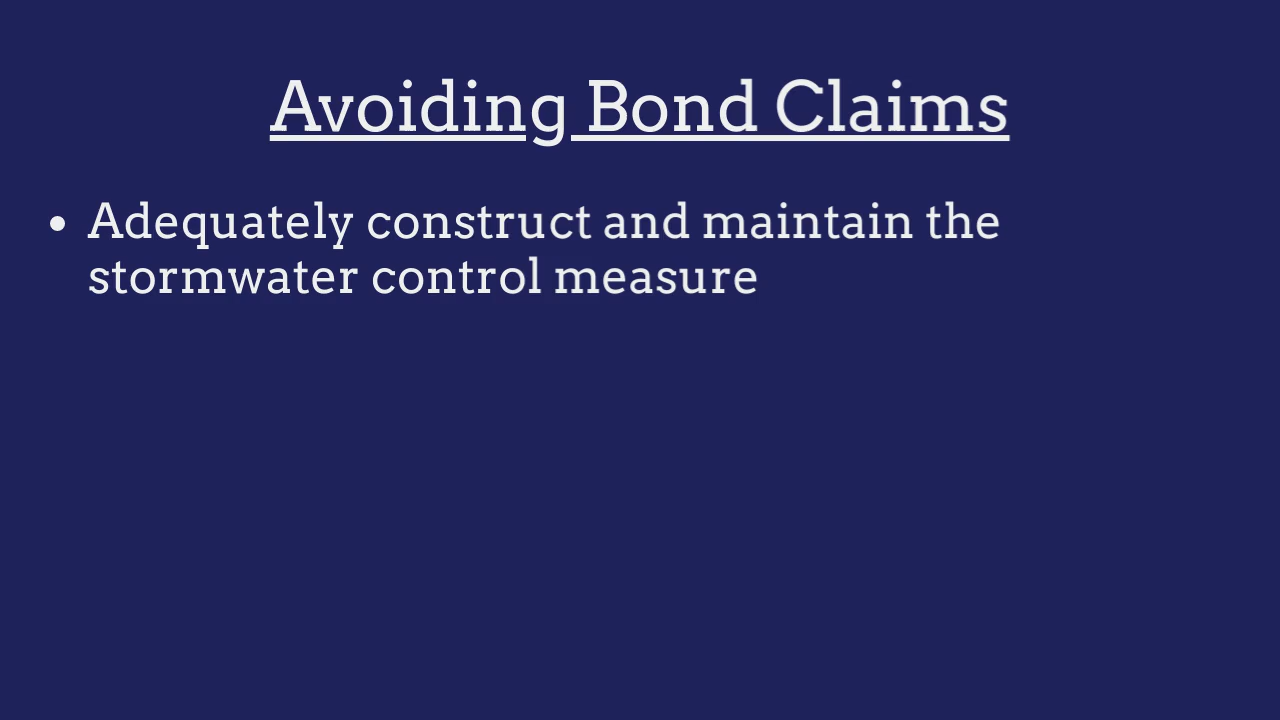 Avoiding Bond Claims
• Adequately construct and maintain the
stormwater control measure